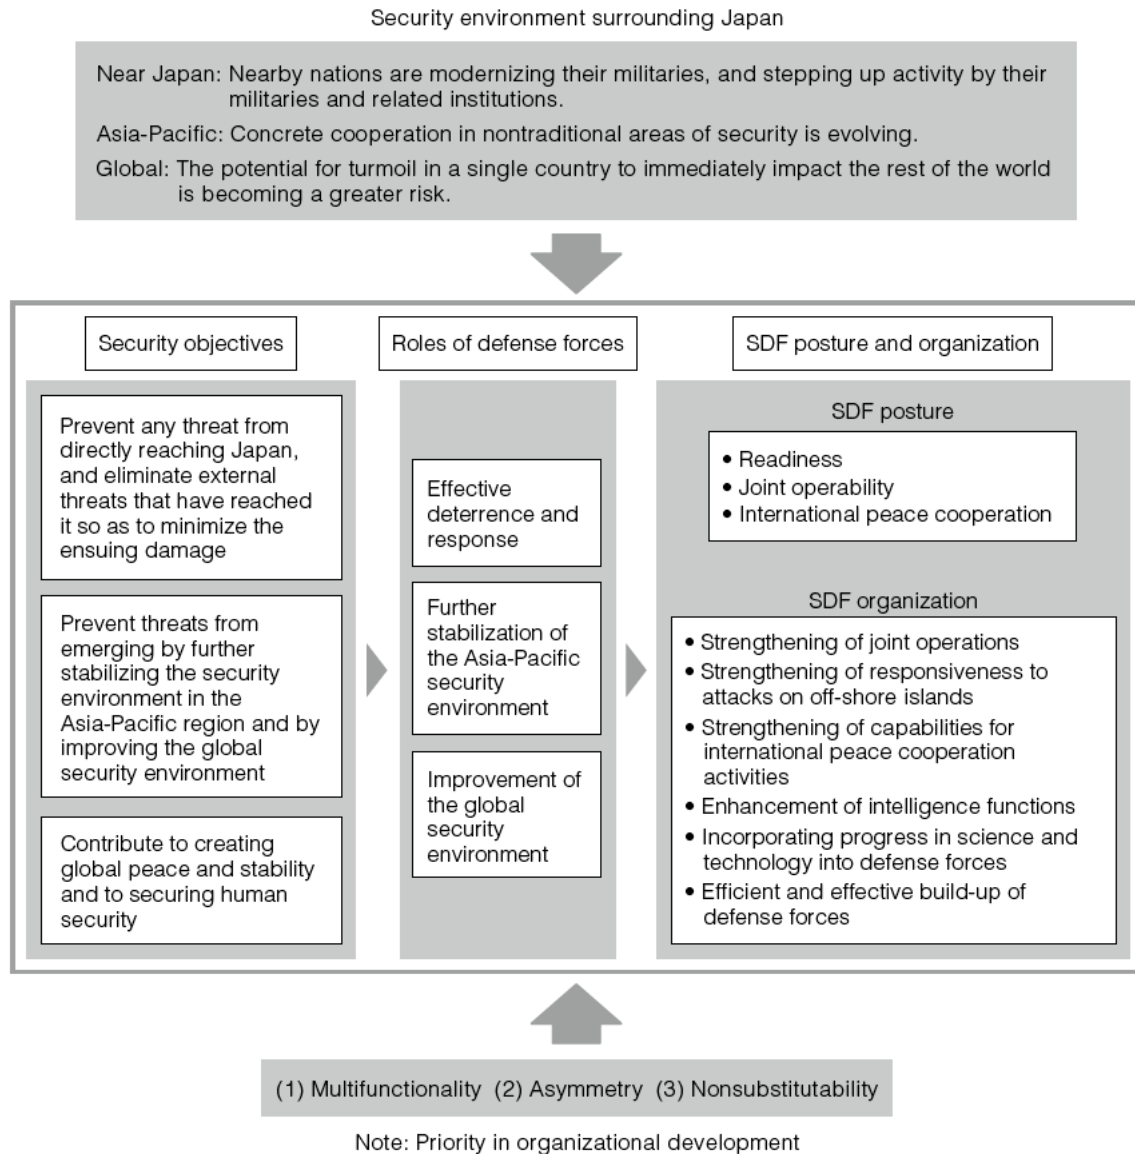 Security environment surrounding Japan
Near Japan: Nearby nations are modernizing their militaries, and stepping up activity by their
militaries and related institutions.
Asia-Pacific: Concrete cooperation in nontraditional areas of security is evolving.
Global: The potential for turmoil in a single country to immediately impact the rest of the world
is becoming a greater risk.
Security objectives
Prevent any threat from
directly reaching Japan,
and eliminate external
threats that have reached
it so as to minimize the
ensuing damage
Prevent threats from
emerging by further
stabilizing the security
environment in the
Asia-Pacific region and by
improving the global
security environment
Contribute to creating
global peace and stability
and to securing human
security
Roles of defense forces
Effective
deterrence and
response
Further
stabilization of
the Asia-Pacific
security
environment
Improvement of
the global
security
environment
SDF posture and organization
SDF posture
• Readiness
• Joint operability
• International peace cooperation
SDF organization
• Strengthening of joint operations
• Strengthening of responsiveness to
attacks on off-shore islands
• Strengthening of capabilities for
international peace cooperation
activities
• Enhancement of intelligence functions
• Incorporating progress in science and
technology into defense forces
• Efficient and effective build-up of
defense forces
(1) Multifunctionality (2) Asymmetry (3) Nonsubstitutability
Note: Priority in organizational development